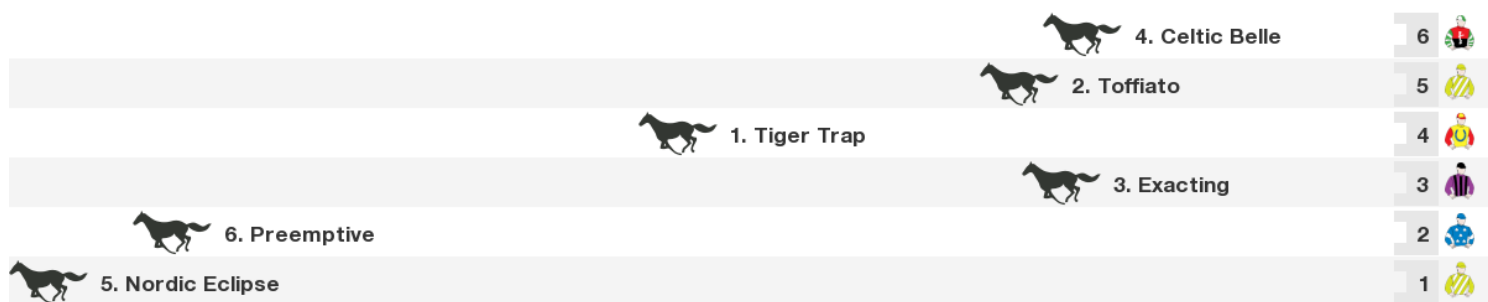 4. Celtic Belle 6
2. Toffiato 5
1. Tiger Trap 4
3. Exacting 3
6. Preemptive 2
5. Nordic Eclipse 1